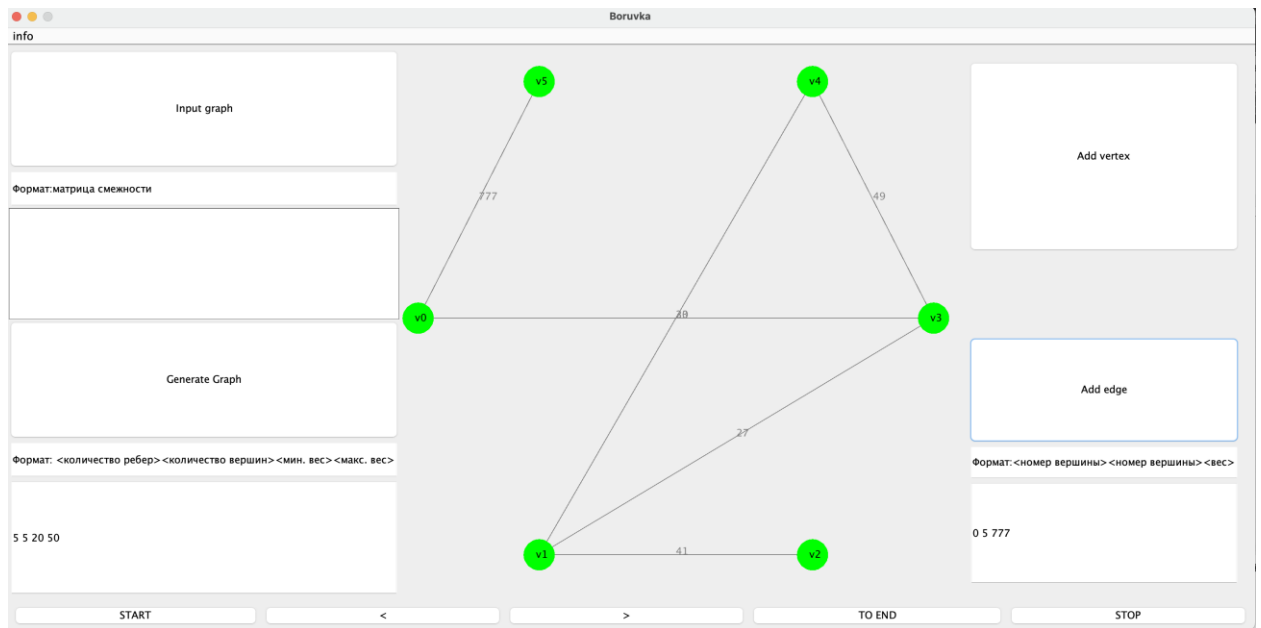 Boruvka
info
Input graph
Формат:матрица смежности
Generate Graph
Формат: <количество ребер><количество вершин><мин. вес><макс. вес>
5 5 20 50
v5
v4
777
49
v0
v3
27
v1
41
v2
Add vertex
Add edge
Формат:<номер вершины><номер вершины><вес>
0 5 777
START
<
>
TO END
STOP